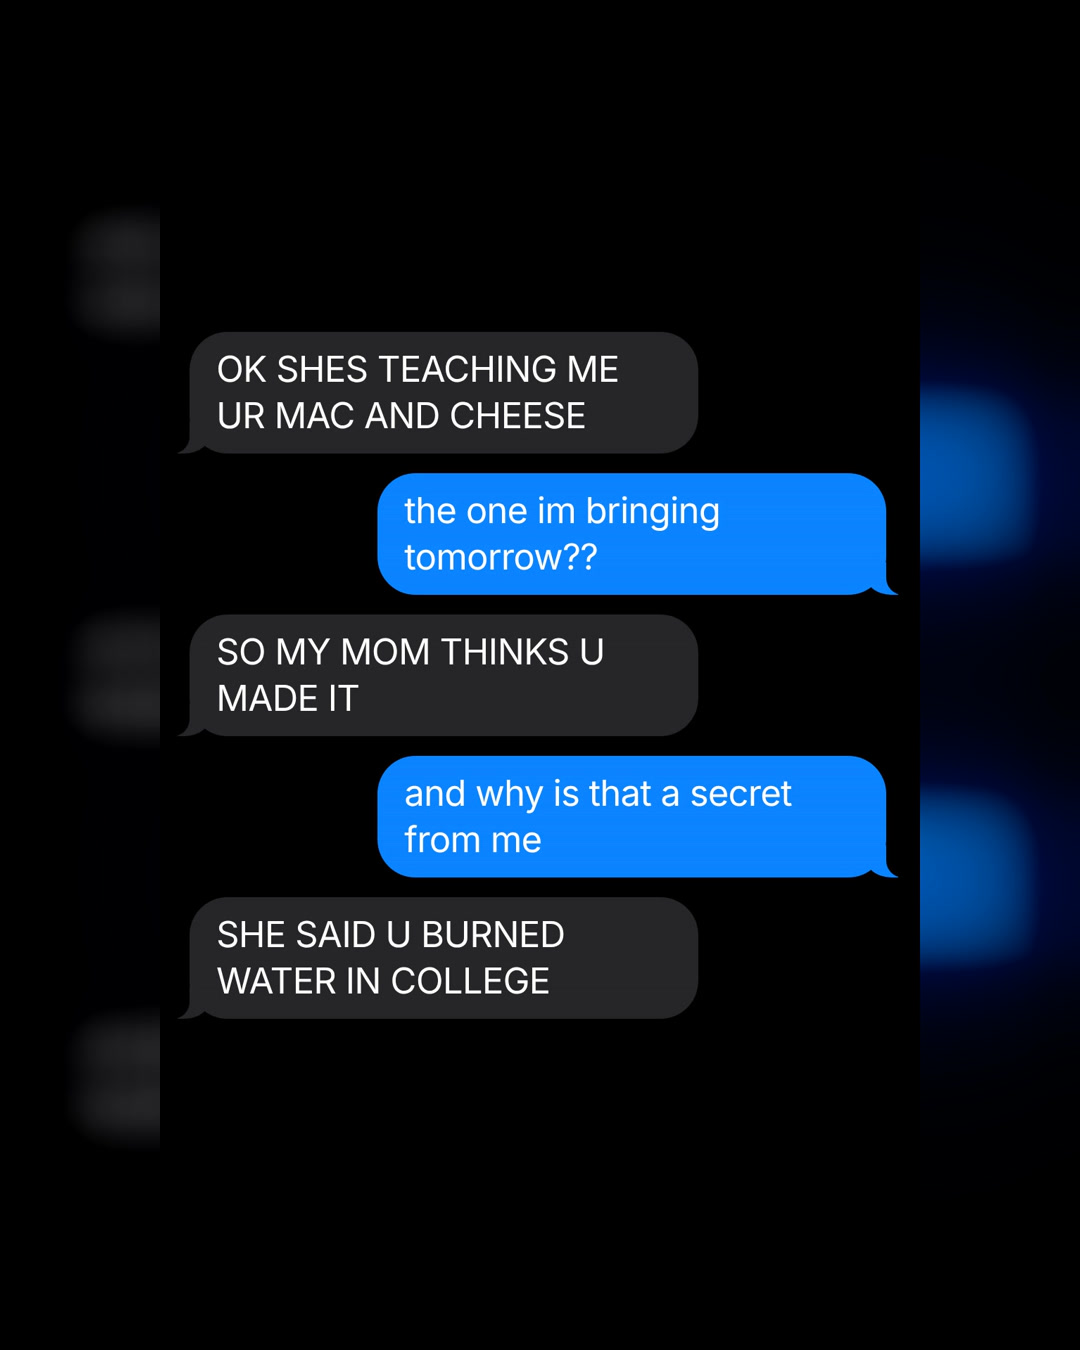 OK SHES TEACHING ME
UR MAC AND CHEESE
the one im bringing
tomorrow??
SO MY MOM THINKS U
MADE IT
and why is that a secret
from me
SHE SAID U BURNED
WATER IN COLLEGE